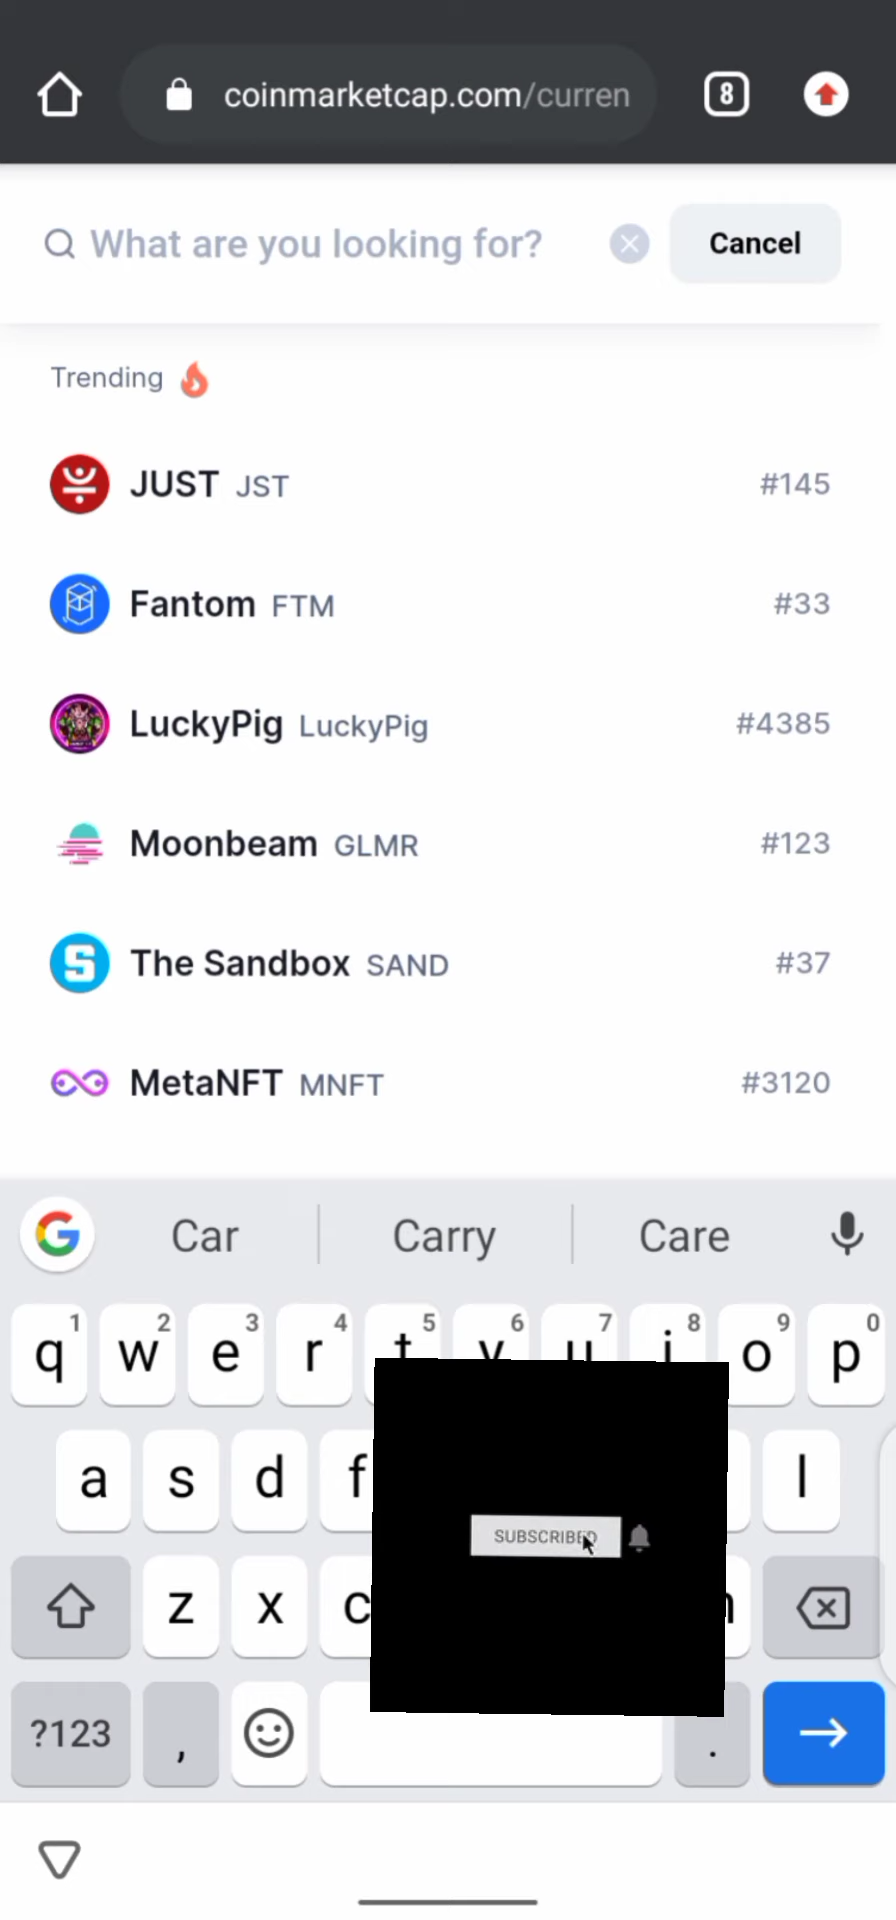 coinmarketcap.com/curren 8
What are you looking for? Cancel
Trending
JUST JST #145
Fantom FTM #33
LuckyPig LuckyPig #4385
Moonbeam GLMR #123
The Sandbox SAND #37
MetaNFT MNFT #3120
G Car Carry Care
1 2 3 4 5 6 7 8 9 0
q w e r t y u i o p
a s d f l
SUBSCRIBED
z x c
?123 , .